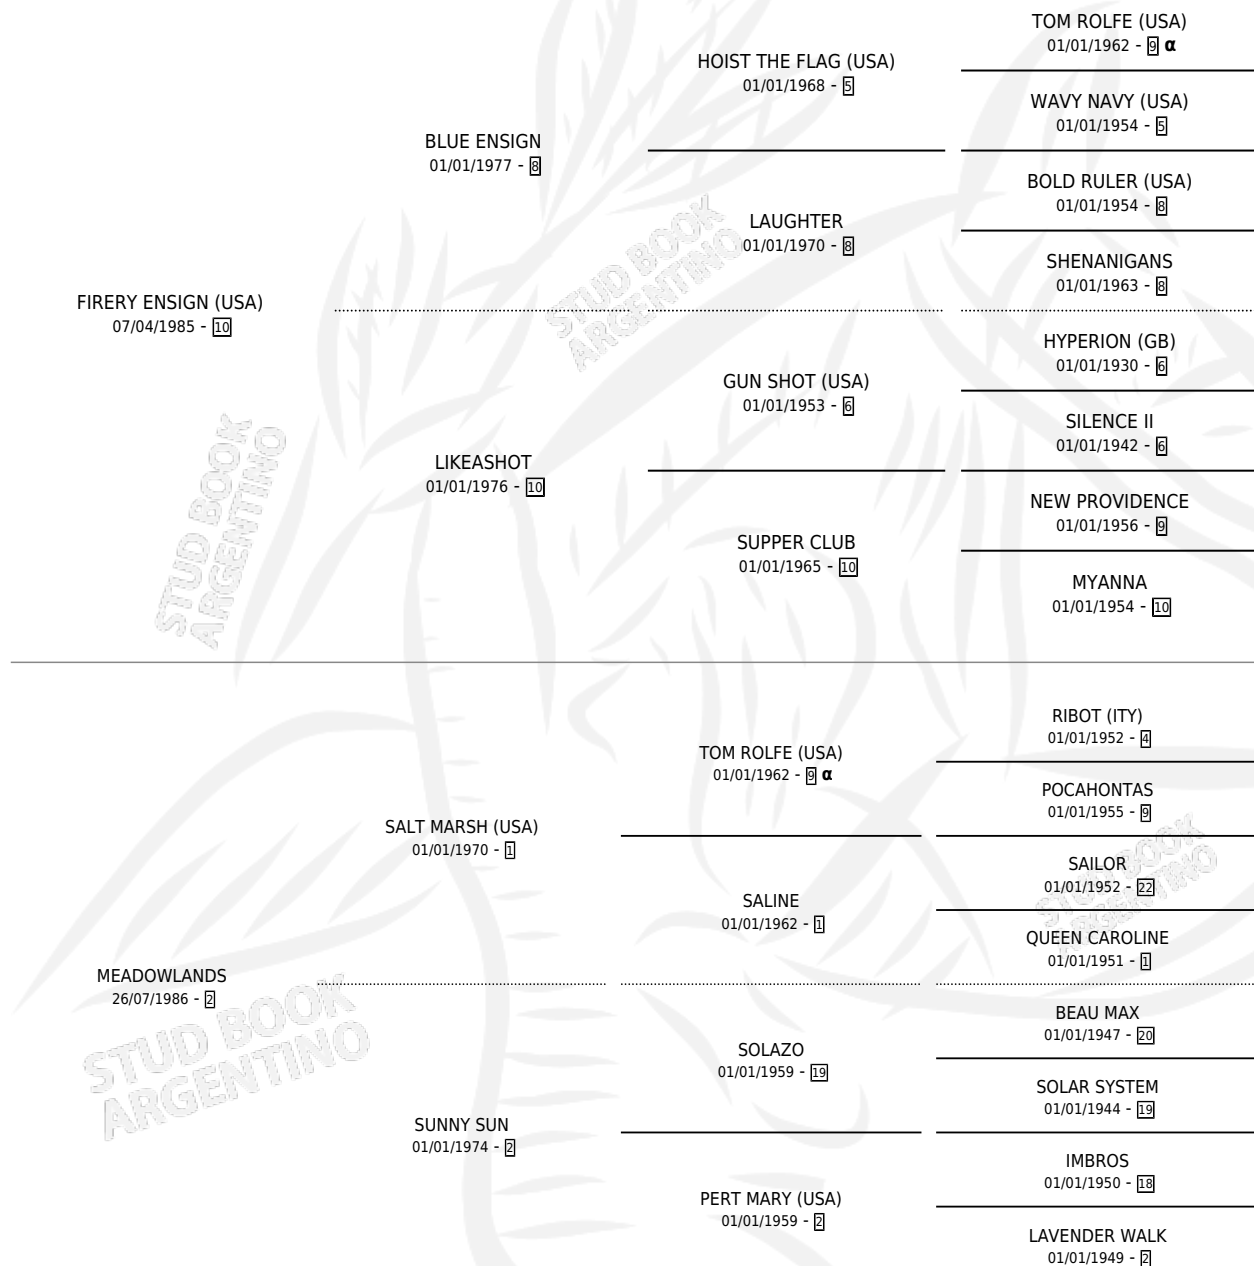 TOM ROLFE (USA)
01/01/1962 - 9 α
HOIST THE FLAG (USA)
01/01/1968 - 5
WAVY NAVY (USA)
01/01/1954 - 5
BLUE ENSIGN
01/01/1977 - 8
BOLD RULER (USA)
01/01/1954 - 8
LAUGHTER
01/01/1970 - 8
SHENANIGANS
01/01/1963 - 8
FIRERY ENSIGN (USA)
07/04/1985 - 10
HYPERION (GB)
01/01/1930 - 6
GUN SHOT (USA)
01/01/1953 - 6
SILENCE II
01/01/1942 - 6
LIKEASHOT
01/01/1976 - 10
NEW PROVIDENCE
01/01/1956 - 9
SUPPER CLUB
01/01/1965 - 10
MYANNA
01/01/1954 - 10
RIBOT (ITY)
01/01/1952 - 4
TOM ROLFE (USA)
01/01/1962 - 9 α
POCAHONTAS
01/01/1955 - 9
SALT MARSH (USA)
01/01/1970 - 1
SAILOR
01/01/1952 - 22
SALINE
01/01/1962 - 1
QUEEN CAROLINE
01/01/1951 - 1
MEADOWLANDS
26/07/1986 - 2
BEAU MAX
01/01/1947 - 20
SOLAZO
01/01/1959 - 19
SOLAR SYSTEM
01/01/1944 - 19
SUNNY SUN
01/01/1974 - 2
IMBROS
01/01/1950 - 18
PERT MARY (USA)
01/01/1959 - 2
LAVENDER WALK
01/01/1949 - 2
STUD BOOK
ARGENTINO
STUD BOOK
ARGENTINO
STUD BOOK
ARGENTINO
STUD BOOK
ARGENTINO